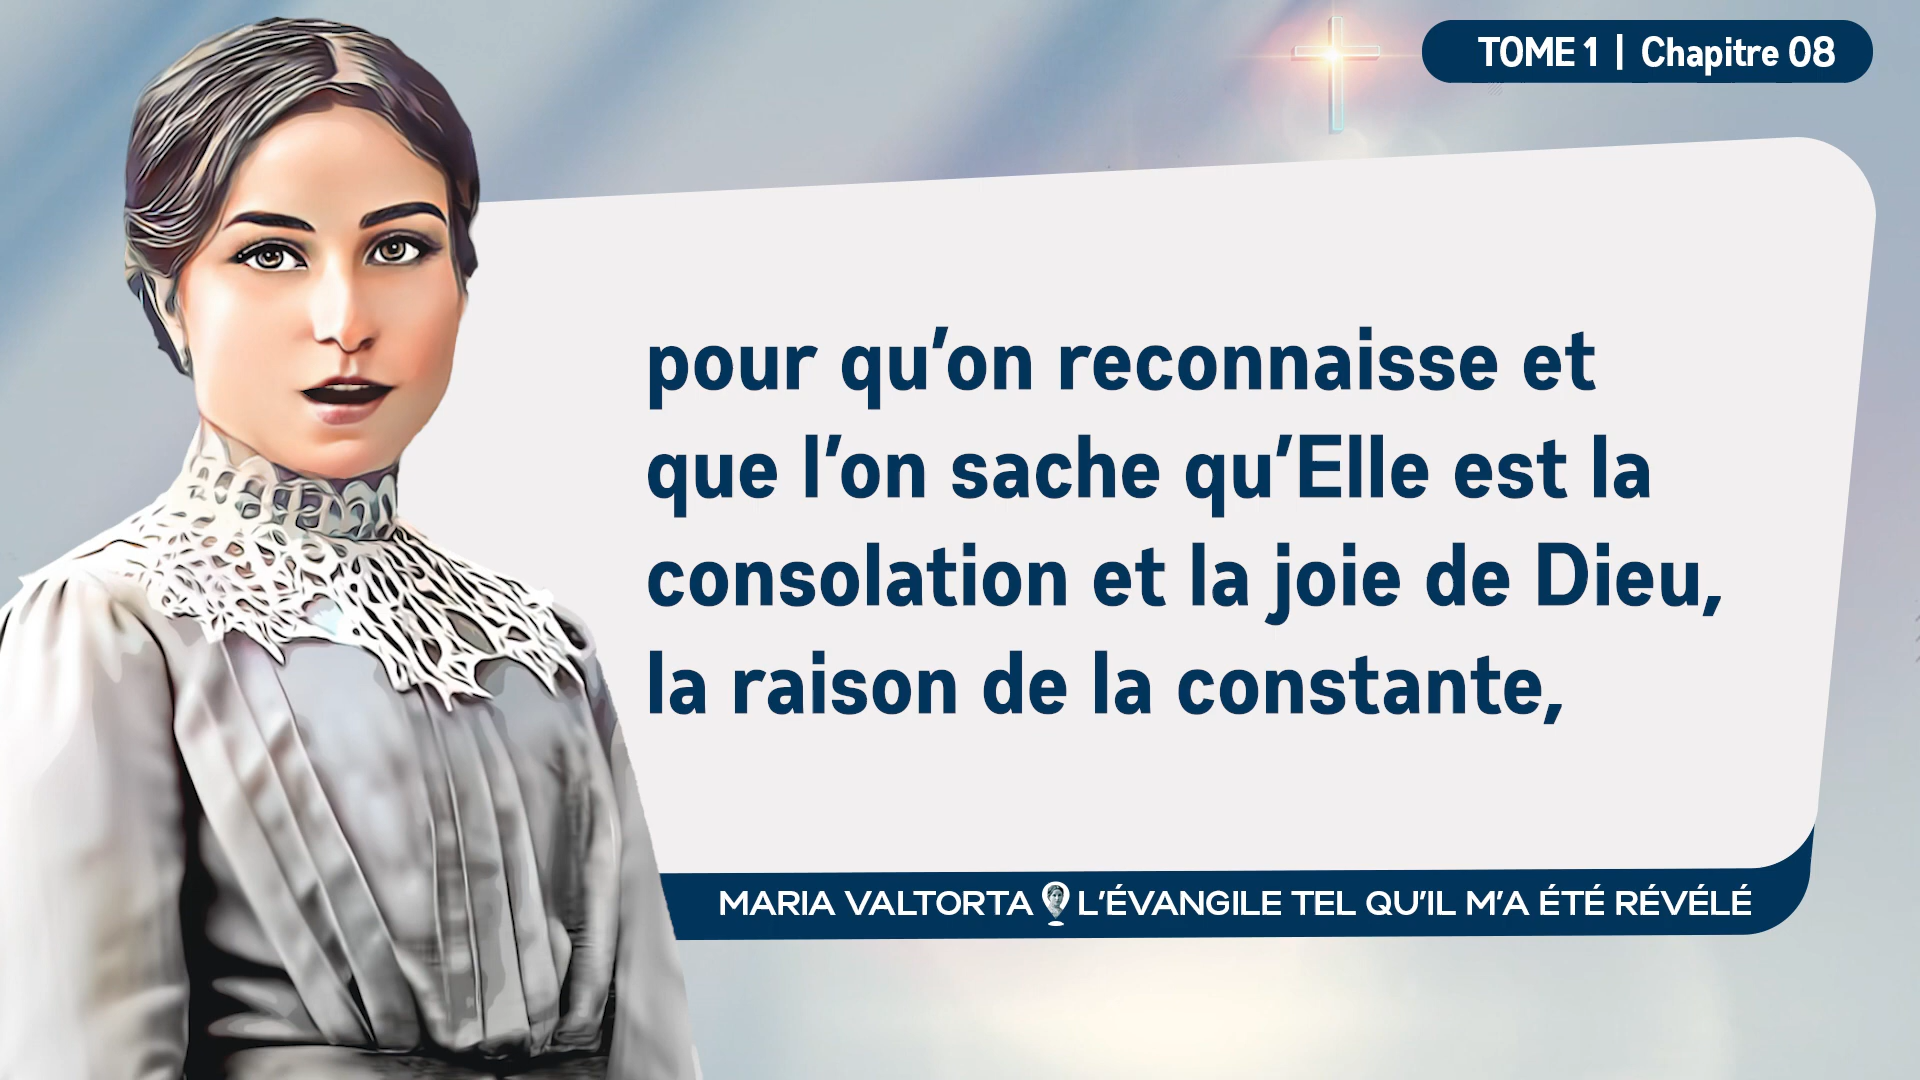 TOME 1 | Chapitre 08
pour qu’on reconnaisse et
que l’on sache qu’Elle est la
consolation et la joie de Dieu,
la raison de la constante,
MARIA VALTORTA L’ÉVANGILE TEL QU’IL M’A ÉTÉ RÉVÉLÉ